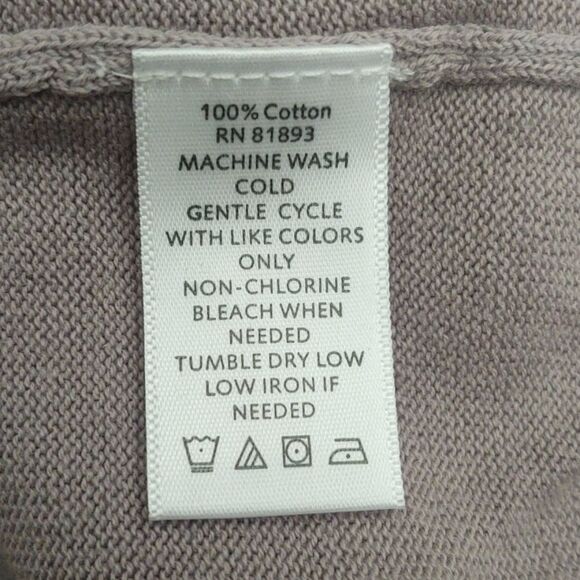 100% Cotton
RN 81893
MACHINE WASH
COLD
GENTLE CYCLE
WITH LIKE COLORS
ONLY
NON-CHLORINE
BLEACH WHEN
NEEDED
TUMBLE DRY LOW
LOW IRON IF
NEEDED